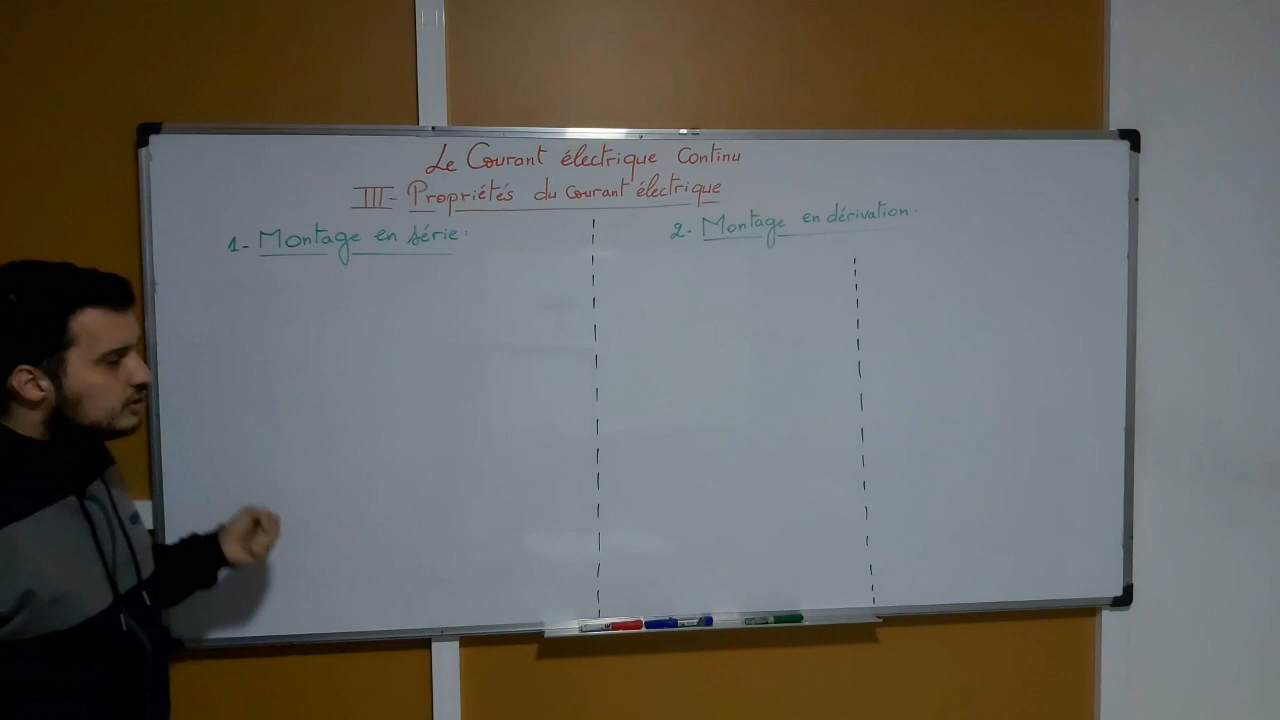 Le Courant électrique Continu
III- Propriétés du courant électrique
1- Montage en série :
2- Montage en dérivation.